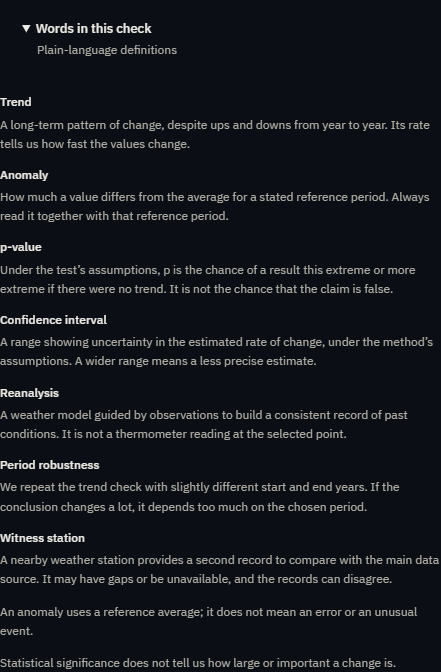 ▼ Words in this check
Plain-language definitions
Trend
A long-term pattern of change, despite ups and downs from year to year. Its rate
tells us how fast the values change.
Anomaly
How much a value differs from the average for a stated reference period. Always
read it together with that reference period.
p-value
Under the test’s assumptions, p is the chance of a result this extreme or more
extreme if there were no trend. It is not the chance that the claim is false.
Confidence interval
A range showing uncertainty in the estimated rate of change, under the method’s
assumptions. A wider range means a less precise estimate.
Reanalysis
A weather model guided by observations to build a consistent record of past
conditions. It is not a thermometer reading at the selected point.
Period robustness
We repeat the trend check with slightly different start and end years. If the
conclusion changes a lot, it depends too much on the chosen period.
Witness station
A nearby weather station provides a second record to compare with the main data
source. It may have gaps or be unavailable, and the records can disagree.
An anomaly uses a reference average; it does not mean an error or an unusual
event.
Statistical significance does not tell us how large or important a change is.